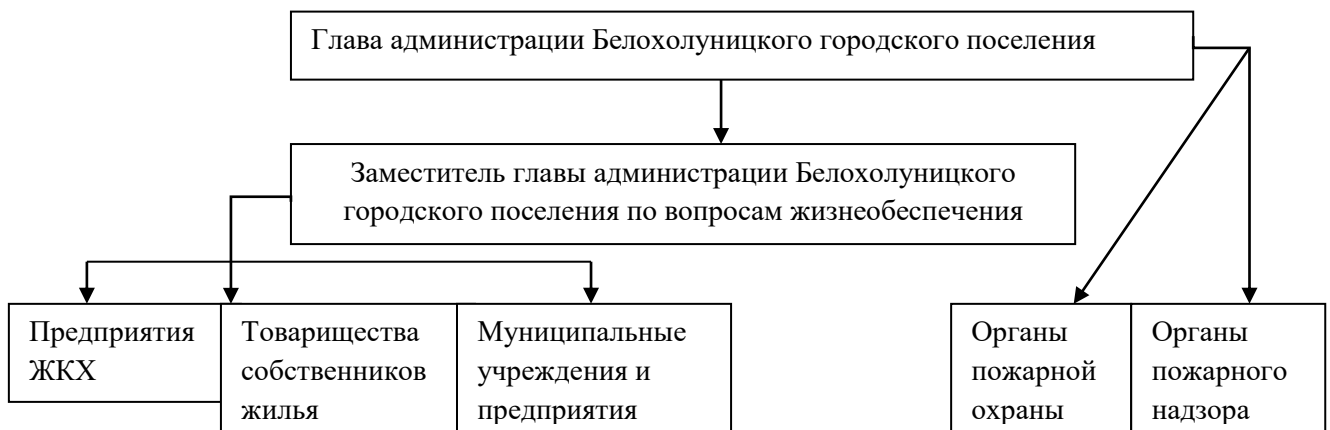 Глава администрации Белохолуницкого городского поселения
Заместитель главы администрации Белохолуницкого
городского поселения по вопросам жизнеобеспечения
Предприятия
ЖКХ
Товарищества
собственников
жилья
Муниципальные
учреждения и
предприятия
Органы
пожарной
охраны
Органы
пожарного
надзора